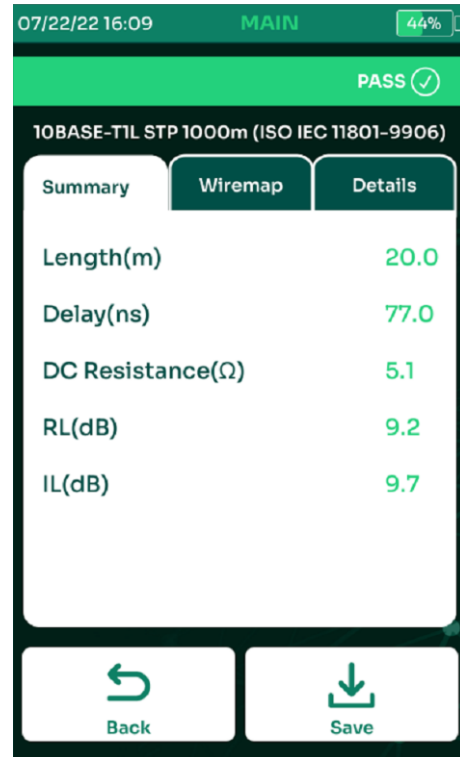 07/22/22 16:09 MAIN 44%
PASS
10BASE-T1L STP 1000m (ISO IEC 11801-9906)
Summary Wiremap Details
Length(m) 20.0
Delay(ns) 77.0
DC Resistance(Ω) 5.1
RL(dB) 9.2
IL(dB) 9.7
Back Save